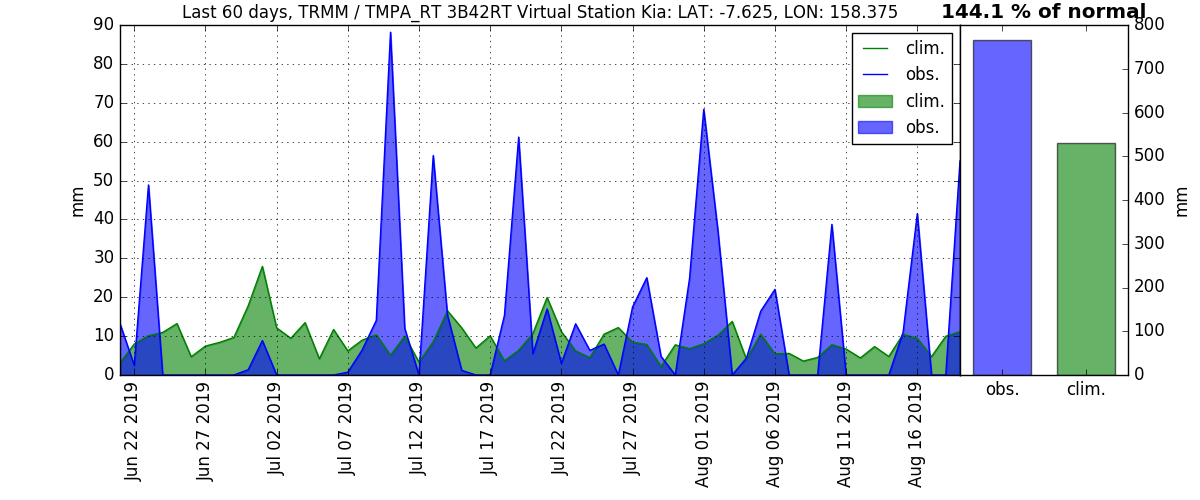 Last 60 days, TRMM / TMPA_RT 3B42RT Virtual Station Kia: LAT: -7.625, LON: 158.375
144.1 % of normal
90
80
70
60
50
40
30
20
10
0
mm
clim.
obs.
clim.
obs.
800
700
600
500
400
300
200
100
0
mm
Jun 22 2019
Jun 27 2019
Jul 02 2019
Jul 07 2019
Jul 12 2019
Jul 17 2019
Jul 22 2019
Jul 27 2019
Aug 01 2019
Aug 06 2019
Aug 11 2019
Aug 16 2019
obs.
clim.